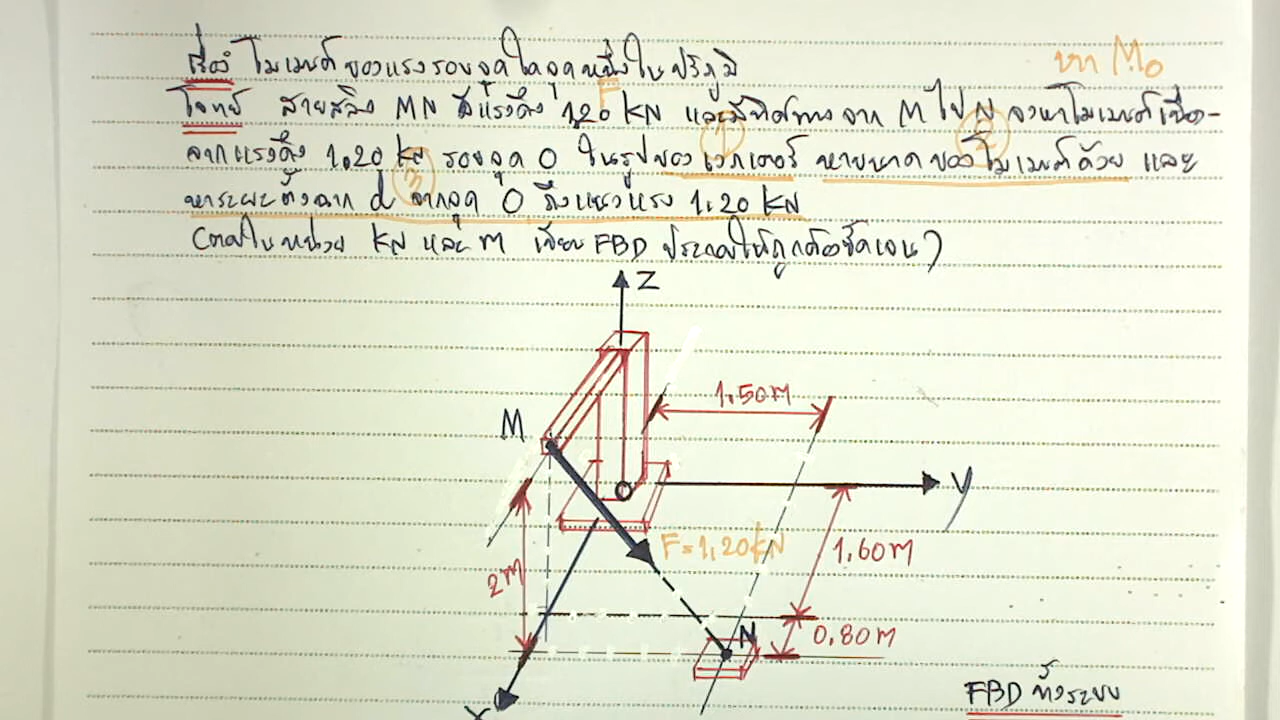 เรื่อง โมเมนต์ของแรงรอบจุดใดจุดหนึ่งใน ปริภูมิ
หา Mo
F
โจทย์ สายสลิง MN มีแรงดึง 1.20 KN และมีทิศทางจาก M ไป N จงหาโมเมนต์เนื่อง-
จากแรงดึง 1.20 kN รอบจุด O ในรูปของเวกเตอร์ หาขนาดของโมเมนต์ด้วย และ
1
2
3
หาระยะตั้งฉาก d จากจุด O ถึงแนวแรง 1.20 KN
(ตอบในหน่วย KN และ m เขียน FBD ประกอบให้ถูกต้องชัดเจน)
Z
1.50m
M
O
y
F=1.20kN
1.60m
2m
N
0.80m
X
FBD ทั้งระบบ